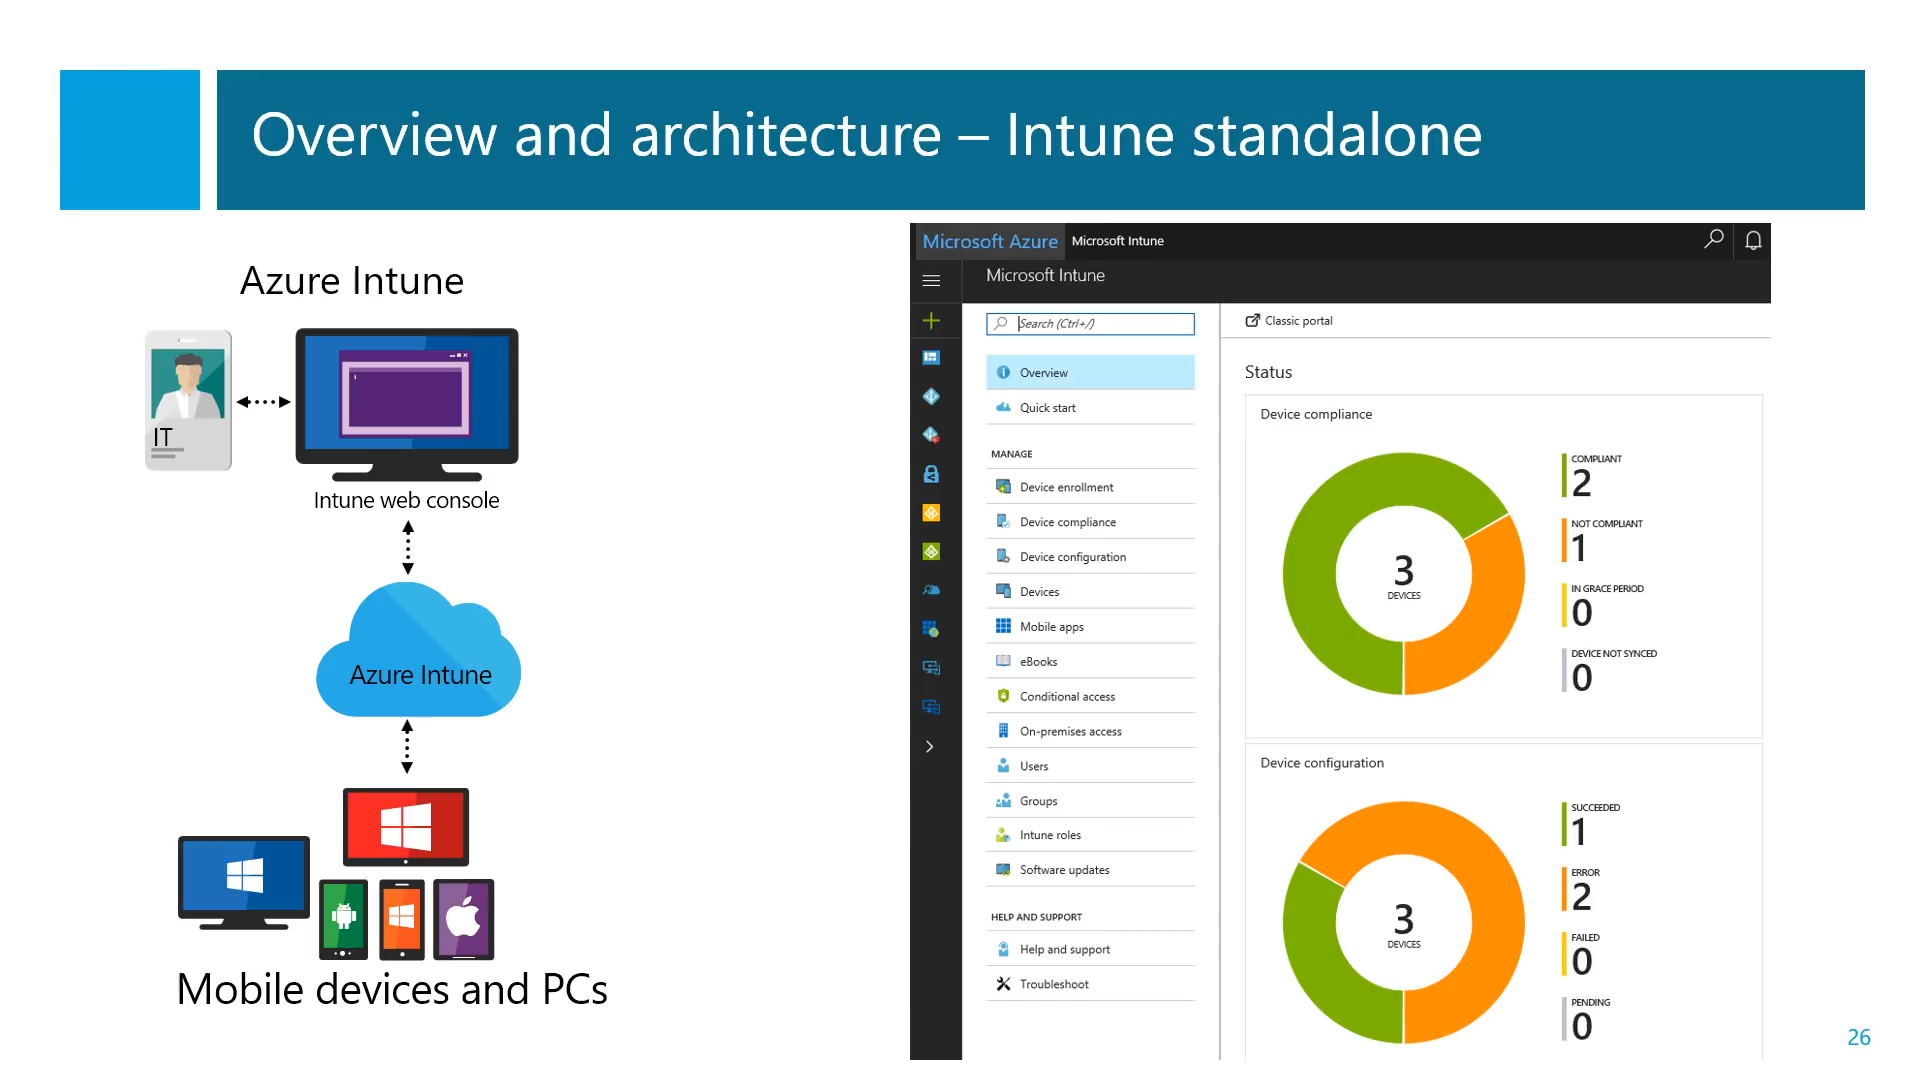 Overview and architecture – Intune standalone
Azure Intune
IT
Intune web console
Azure Intune
Mobile devices and PCs
Microsoft Azure
Microsoft Intune
Microsoft Intune
Search (Ctrl+/)
Overview
Quick start
MANAGE
Device enrollment
Device compliance
Device configuration
Devices
Mobile apps
eBooks
Conditional access
On-premises access
Users
Groups
Intune roles
Software updates
HELP AND SUPPORT
Help and support
Troubleshoot
Classic portal
Status
Device compliance
3
DEVICES
COMPLIANT
2
NOT COMPLIANT
1
IN GRACE PERIOD
0
DEVICE NOT SYNCED
0
Device configuration
3
DEVICES
SUCCEEDED
1
ERROR
2
FAILED
0
PENDING
0
26